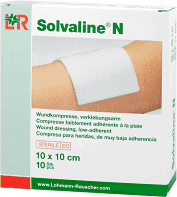 L&R
Solvaline® N
Wundkompresse, verklebungsarm
Compresse faiblement adhérente à la plaie
Wound dressing, low-adherent
Compresa para heridas, de muy baja adherencia
STERILE EO
10 x 10 cm
10
www.Lohmann-Rauscher.com